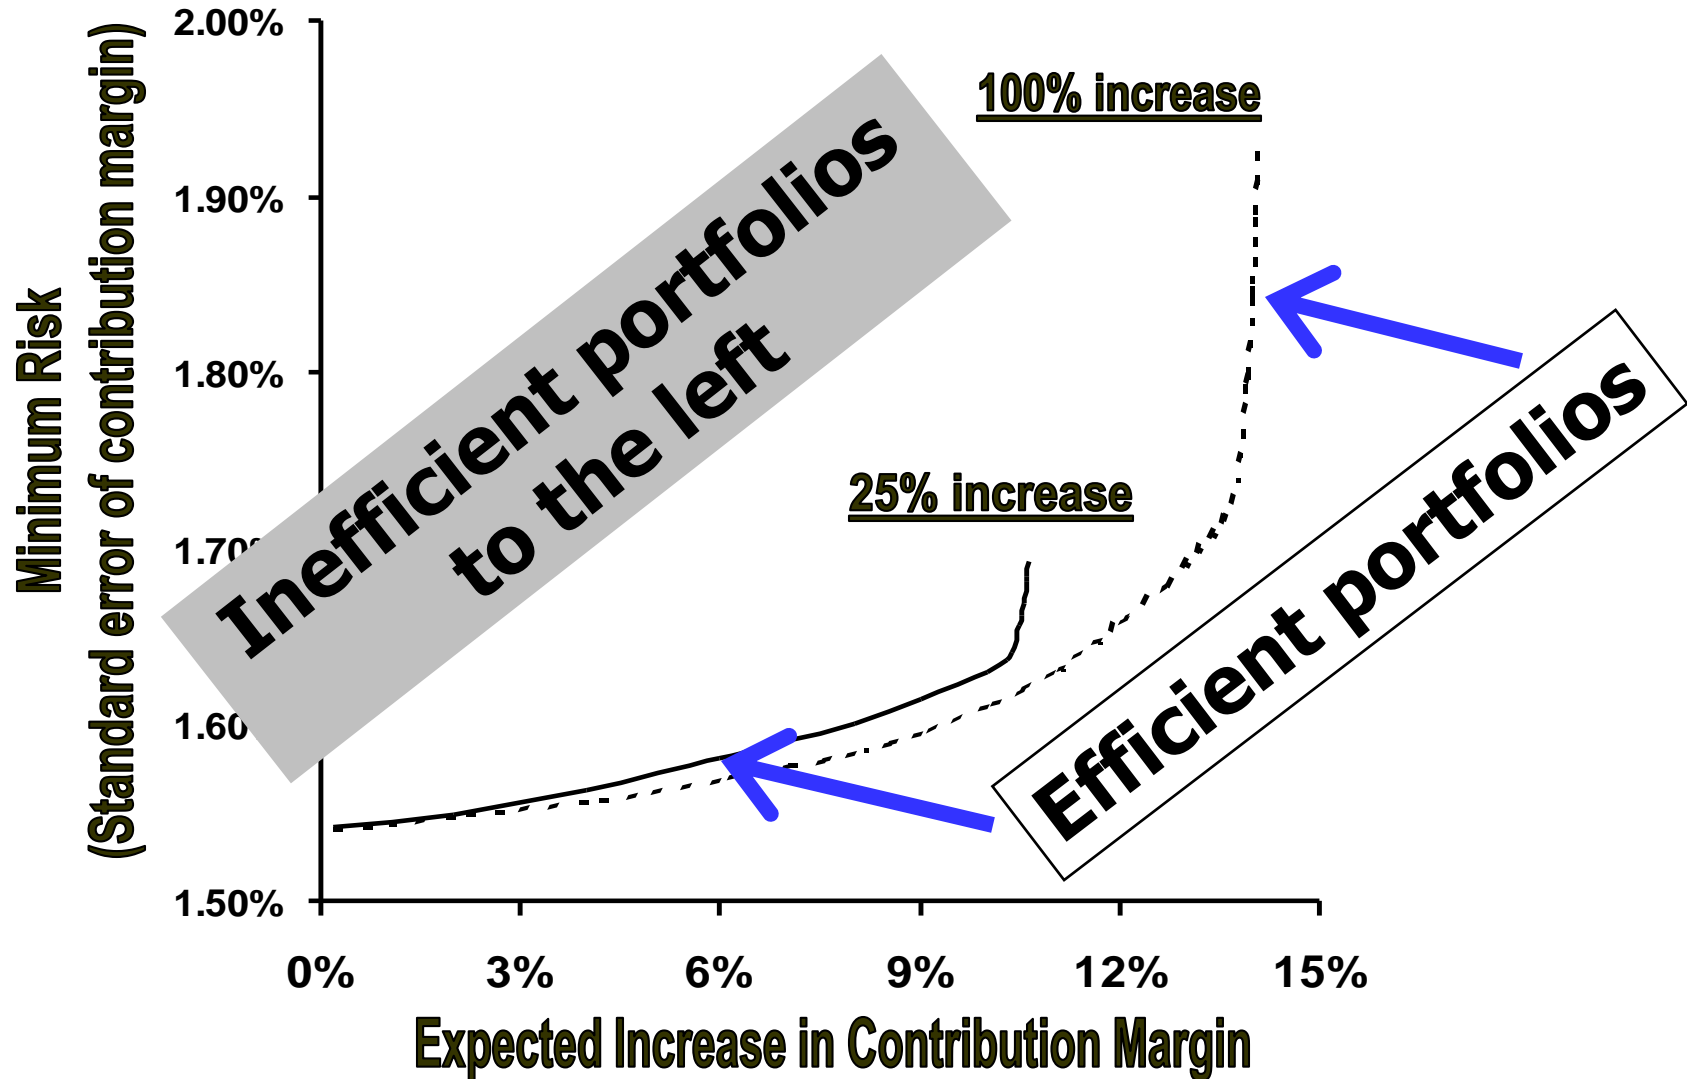 Minimum Risk
(Standard error of contribution margin)
2.00%
1.90%
1.80%
1.70%
1.60
1.50%
0% 3% 6% 9% 12% 15%
Expected Increase in Contribution Margin
Inefficient portfolios
to the left
100% increase
25% increase
Efficient portfolios